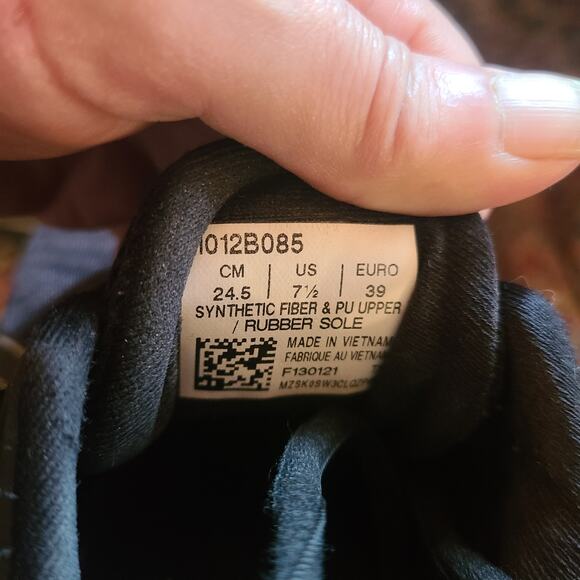 1012B085
CM US EURO
24.5 7½ 39
SYNTHETIC FIBER & PU UPPER
/ RUBBER SOLE
MADE IN VIETNAM
FABRIQUE AU VIETNAM
F130121